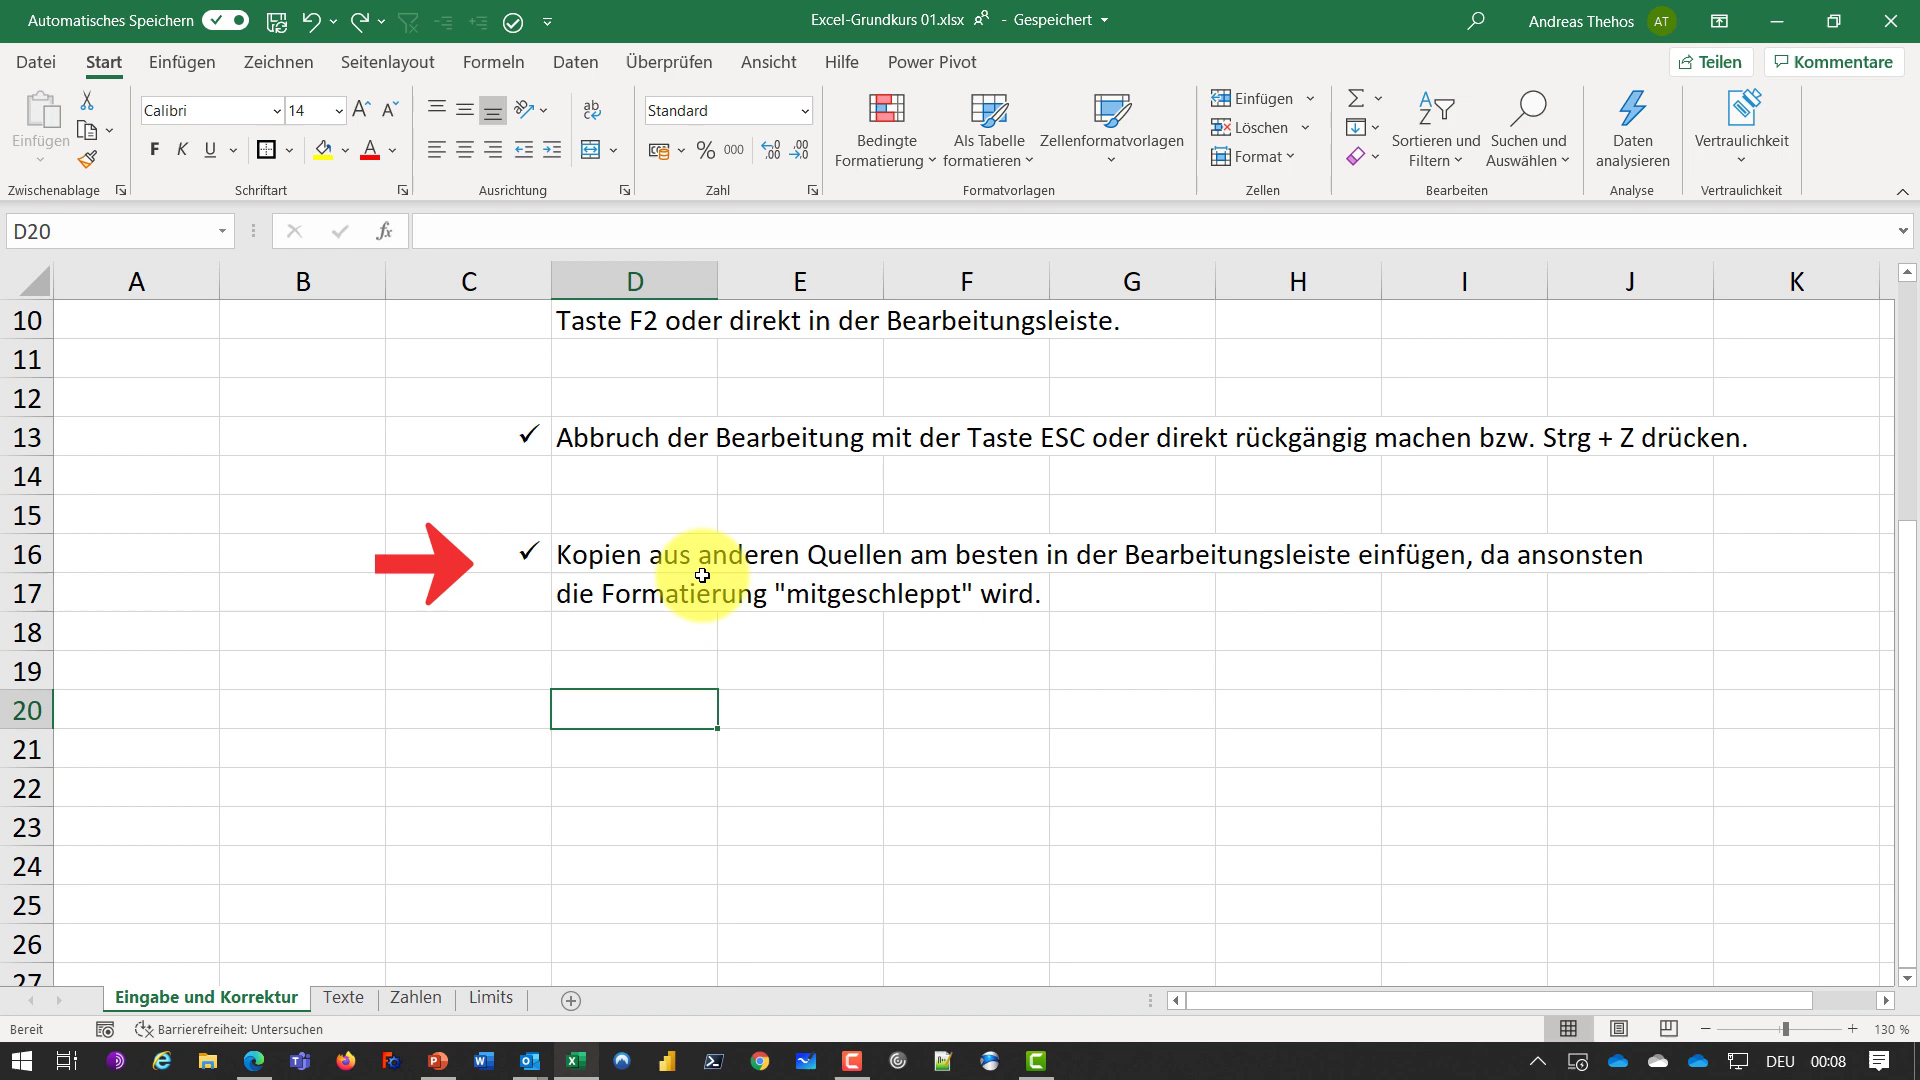 Automatisches Speichern
Excel-Grundkurs 01.xlsx - Gespeichert
Andreas Thehos AT
Datei Start Einfügen Zeichnen Seitenlayout Formeln Daten Überprüfen Ansicht Hilfe Power Pivot Teilen Kommentare
Einfügen
Calibri 14
F K U A
ab
Standard
% 000
Bedingte Formatierung
Als Tabelle formatieren
Zellenformatvorlagen
Einfügen
Löschen
Format
Sortieren und Filtern
Suchen und Auswählen
Daten analysieren
Vertraulichkeit
Zwischenablage Schriftart Ausrichtung Zahl Formatvorlagen Zellen Bearbeiten Analyse Vertraulichkeit
D20 fx
A B C D E F G H I J K
10 Taste F2 oder direkt in der Bearbeitungsleiste.
11
12
13 ✓ Abbruch der Bearbeitung mit der Taste ESC oder direkt rückgängig machen bzw. Strg + Z drücken.
14
15
16 ✓ Kopien aus anderen Quellen am besten in der Bearbeitungsleiste einfügen, da ansonsten
17 die Formatierung "mitgeschleppt" wird.
18
19
20
21
22
23
24
25
26
27
Eingabe und Korrektur Texte Zahlen Limits
Bereit Barrierefreiheit: Untersuchen 130 %
DEU 00:08